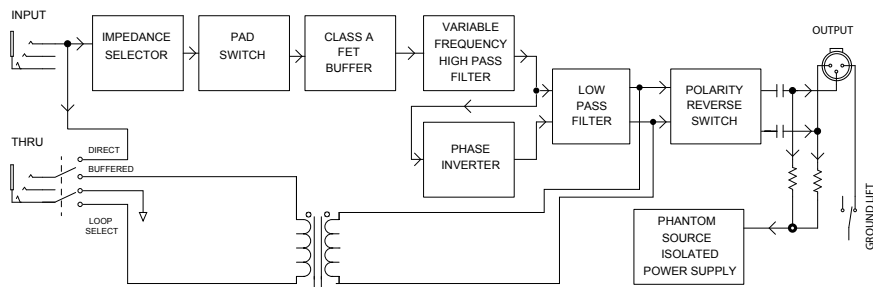 INPUT
IMPEDANCE
SELECTOR
PAD
SWITCH
CLASS A
FET
BUFFER
VARIABLE
FREQUENCY
HIGH PASS
FILTER
LOW
PASS
FILTER
POLARITY
REVERSE
SWITCH
OUTPUT
PHASE
INVERTER
THRU
DIRECT
BUFFERED
LOOP
SELECT
PHANTOM
SOURCE
ISOLATED
POWER SUPPLY
GROUND LIFT